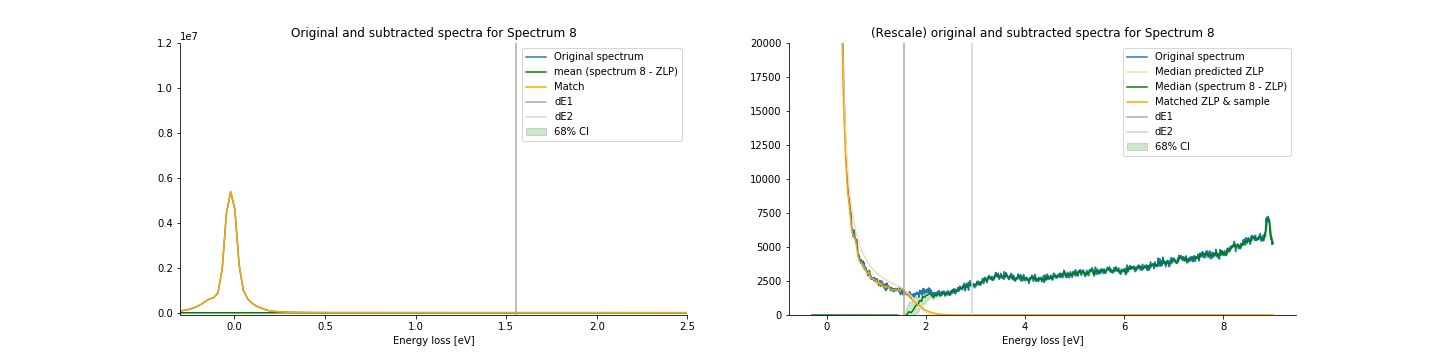 Original and subtracted spectra for Spectrum 8
1e7
1.2
1.0
0.8
0.6
0.4
0.2
0.0
0.0 0.5 1.0 1.5 2.0 2.5
Energy loss [eV]
Original spectrum
mean (spectrum 8 - ZLP)
Match
dE1
dE2
68% CI
(Rescale) original and subtracted spectra for Spectrum 8
20000
17500
15000
12500
10000
7500
5000
2500
0
0 2 4 6 8
Energy loss [eV]
Original spectrum
Median predicted ZLP
Median (spectrum 8 - ZLP)
Matched ZLP & sample
dE1
dE2
68% CI